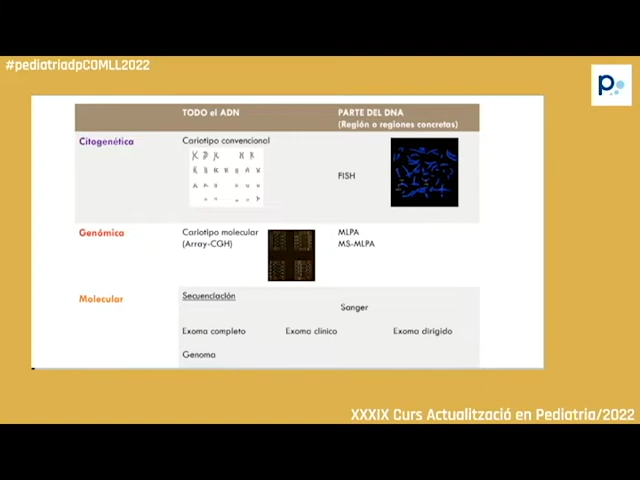 #pediatriadpCOMLL2022
p
TODO el ADN
PARTE DEL DNA
(Región o regiones concretas)
Citogenética
Cariotipo convencional
FISH
Genómica
Cariotipo molecular
(Array-CGH)
MLPA
MS-MLPA
Molecular
Secuenciación
Sanger
Exoma completo
Exoma clínico
Exoma dirigido
Genoma
XXXIX Curs Actualització en Pediatria/2022